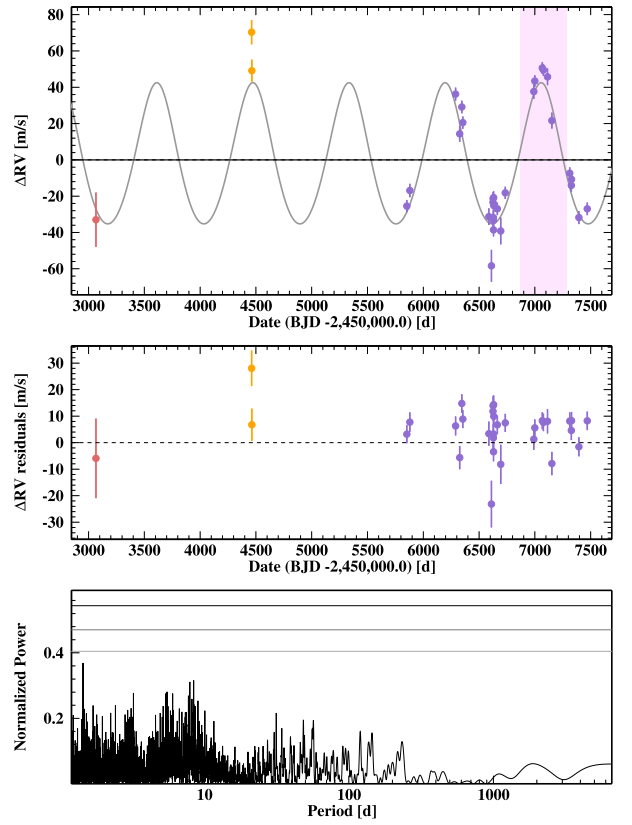 80
60
40
20
0
-20
-40
-60
ΔRV [m/s]
3000 3500 4000 4500 5000 5500 6000 6500 7000 7500
Date (BJD -2,450,000.0) [d]
30
20
10
0
-10
-20
-30
ΔRV residuals [m/s]
3000 3500 4000 4500 5000 5500 6000 6500 7000 7500
Date (BJD -2,450,000.0) [d]
0.4
0.2
Normalized Power
10 100 1000
Period [d]